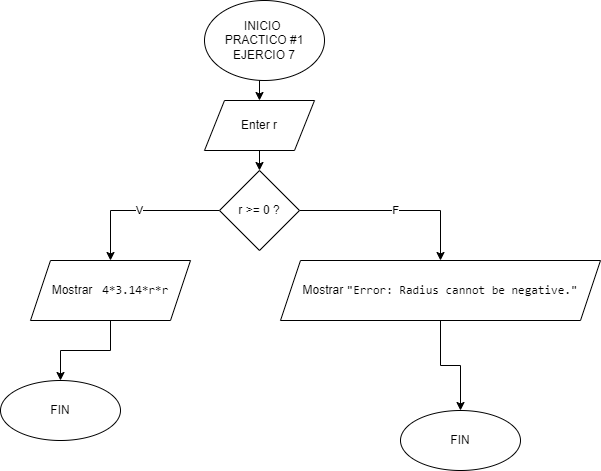 INICIO
PRACTICO #1
EJERCIO 7
Enter r
r >= 0 ?
V
F
Mostrar 4*3.14*r*r
Mostrar "Error: Radius cannot be negative."
FIN
FIN